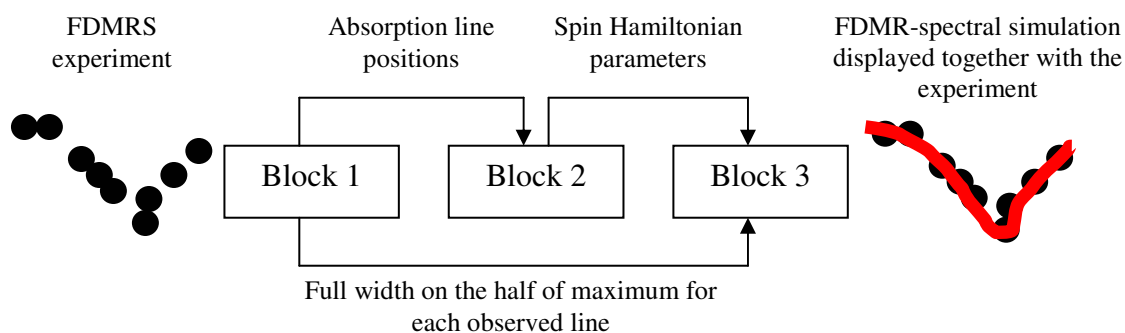 FDMRS
experiment
Absorption line
positions
Spin Hamiltonian
parameters
FDMR-spectral simulation
displayed together with the
experiment
Block 1
Block 2
Block 3
Full width on the half of maximum for
each observed line